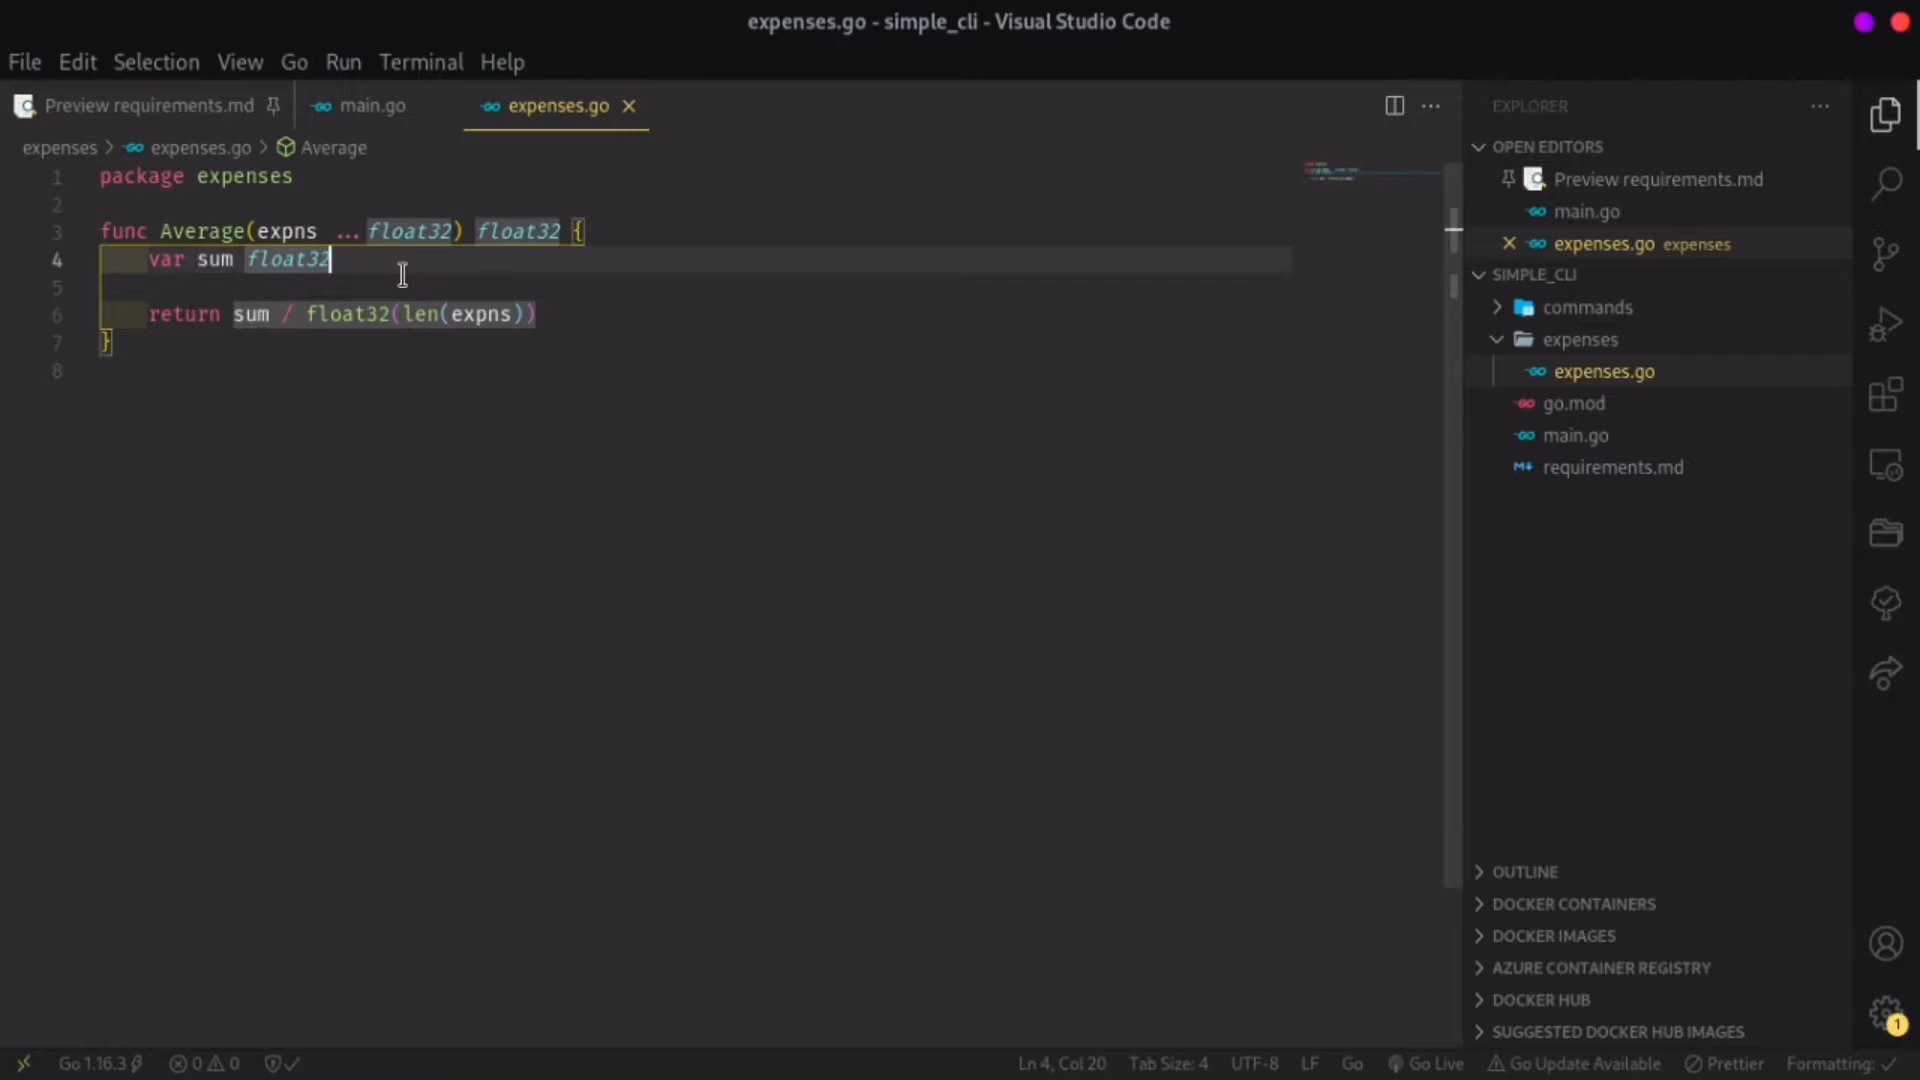 expenses.go - simple_cli - Visual Studio Code
File Edit Selection View Go Run Terminal Help
Preview requirements.md main.go expenses.go
expenses > expenses.go > Average
1 package expenses
2
3 func Average(expns ...float32) float32 {
4 var sum float32
5
6 return sum / float32(len(expns))
7 }
8
EXPLORER
OPEN EDITORS
Preview requirements.md
main.go
expenses.go expenses
SIMPLE_CLI
commands
expenses
expenses.go
go.mod
main.go
requirements.md
OUTLINE
DOCKER CONTAINERS
DOCKER IMAGES
AZURE CONTAINER REGISTRY
DOCKER HUB
SUGGESTED DOCKER HUB IMAGES
1
Go 1.16.3 0 0 Ln 4, Col 20 Tab Size: 4 UTF-8 LF Go Go Live Go Update Available Prettier Formatting: ✓